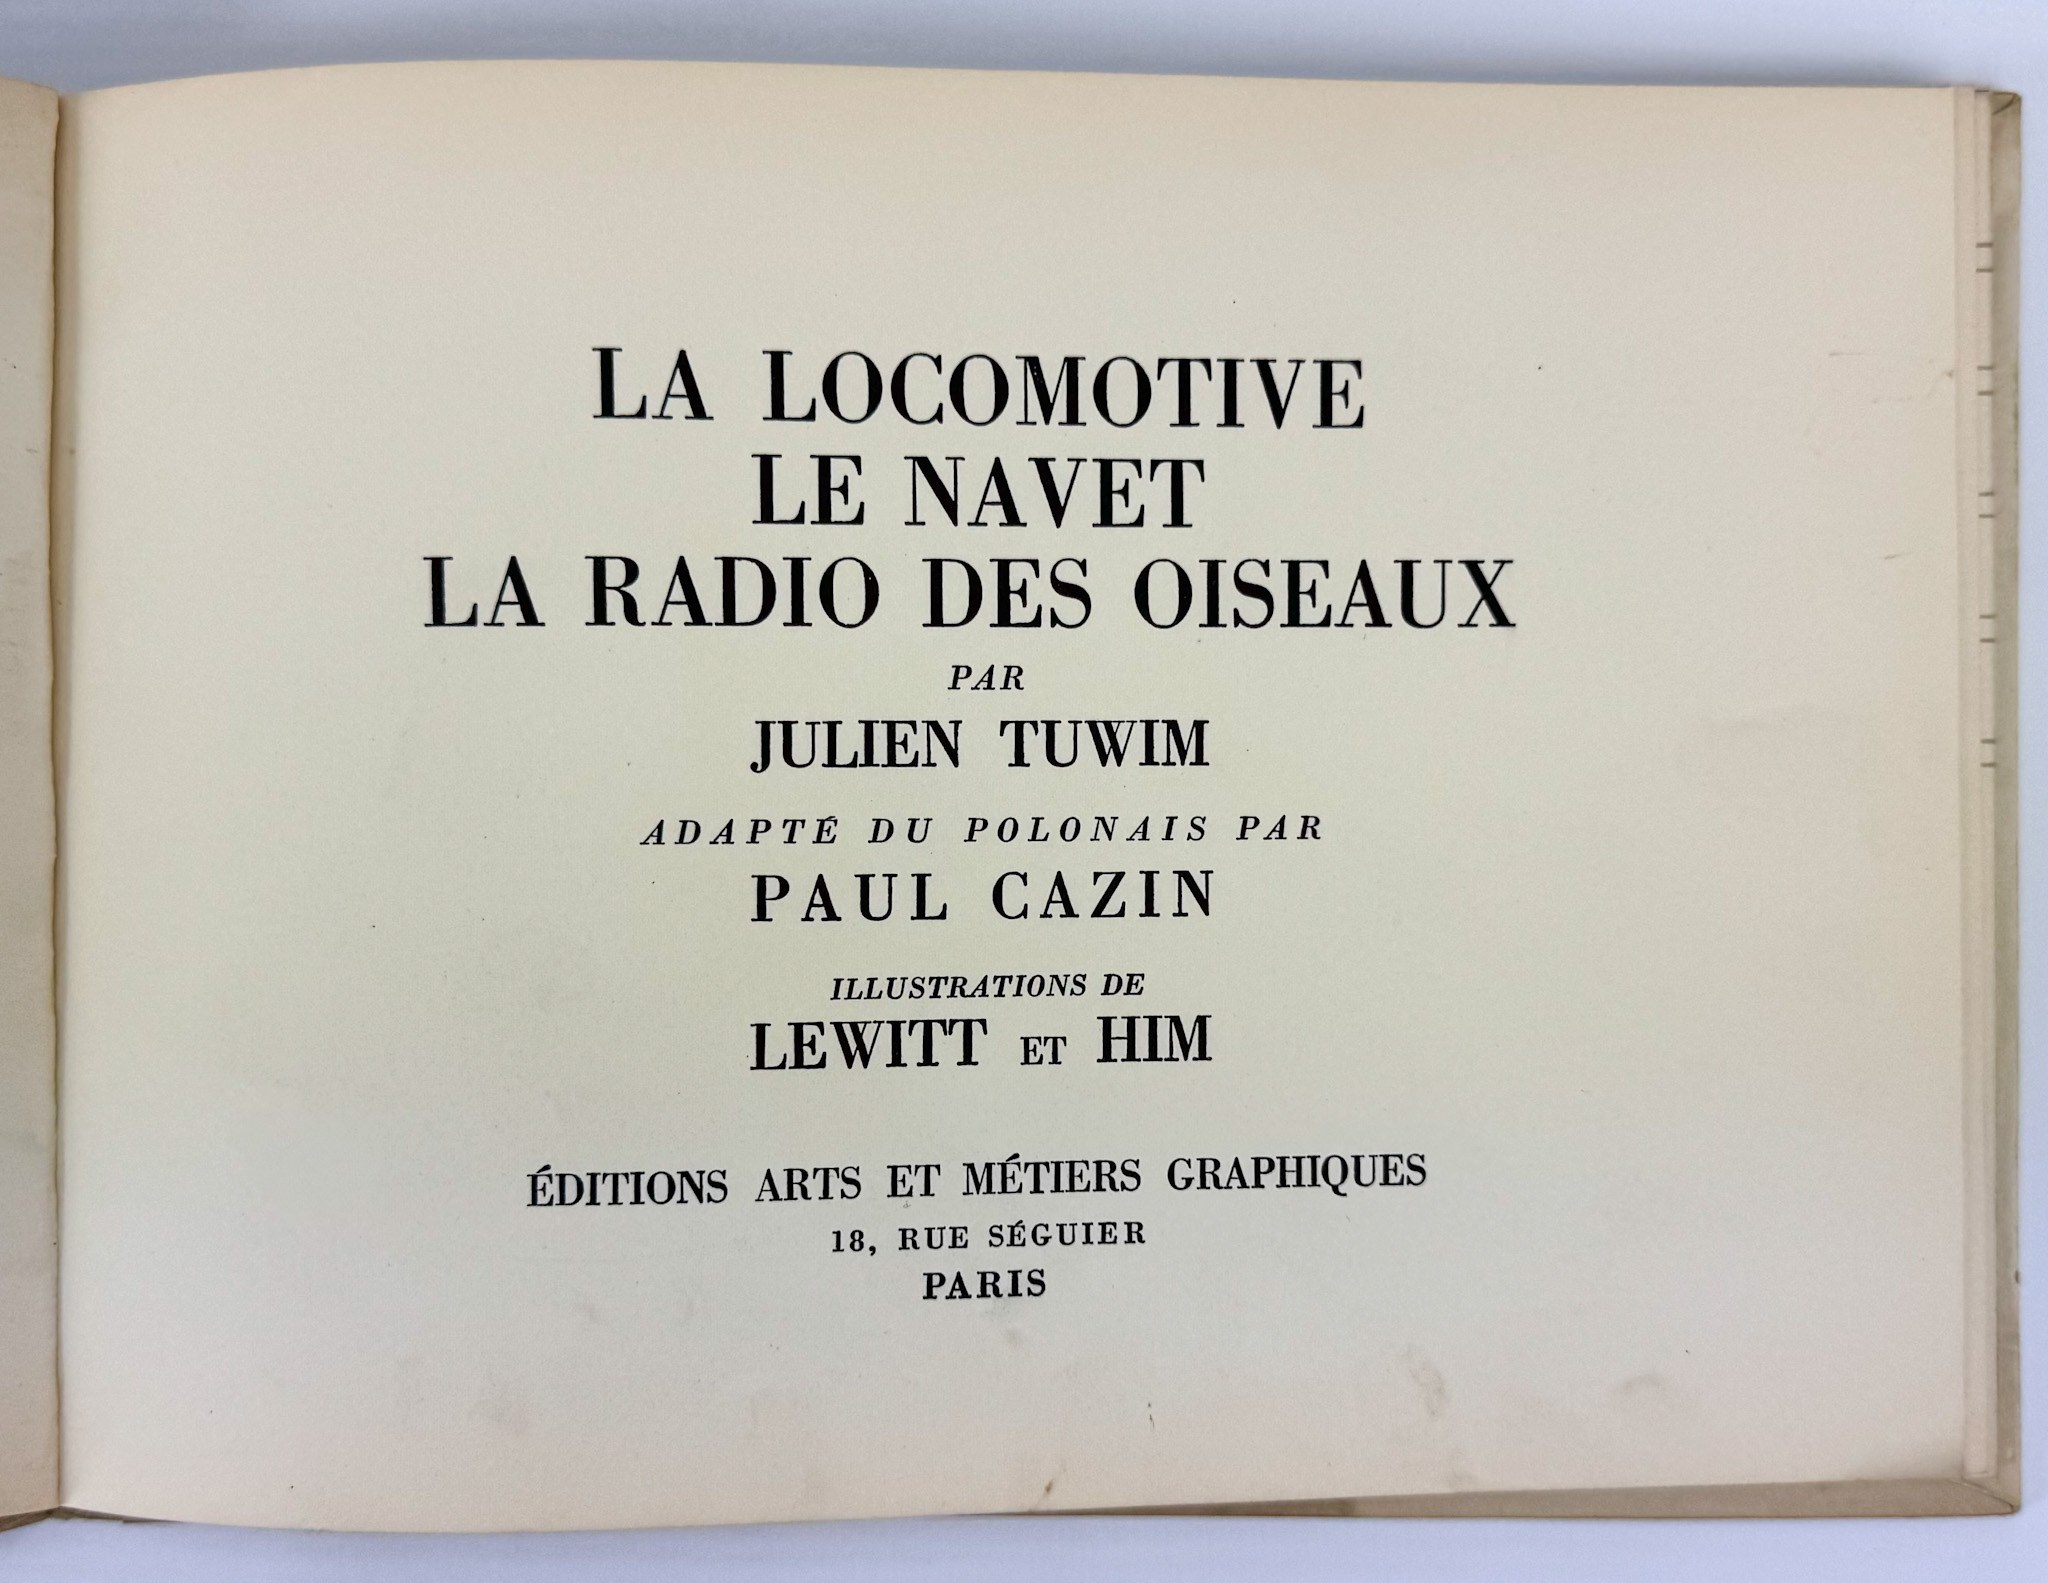 LA LOCOMOTIVE
LE NAVET
LA RADIO DES OISEAUX
PAR
JULIEN TUWIM
ADAPTÉ DU POLONAIS PAR
PAUL CAZIN
ILLUSTRATIONS DE
LEWITT ET HIM
ÉDITIONS ARTS ET MÉTIERS GRAPHIQUES
18, RUE SÉGUIER
PARIS